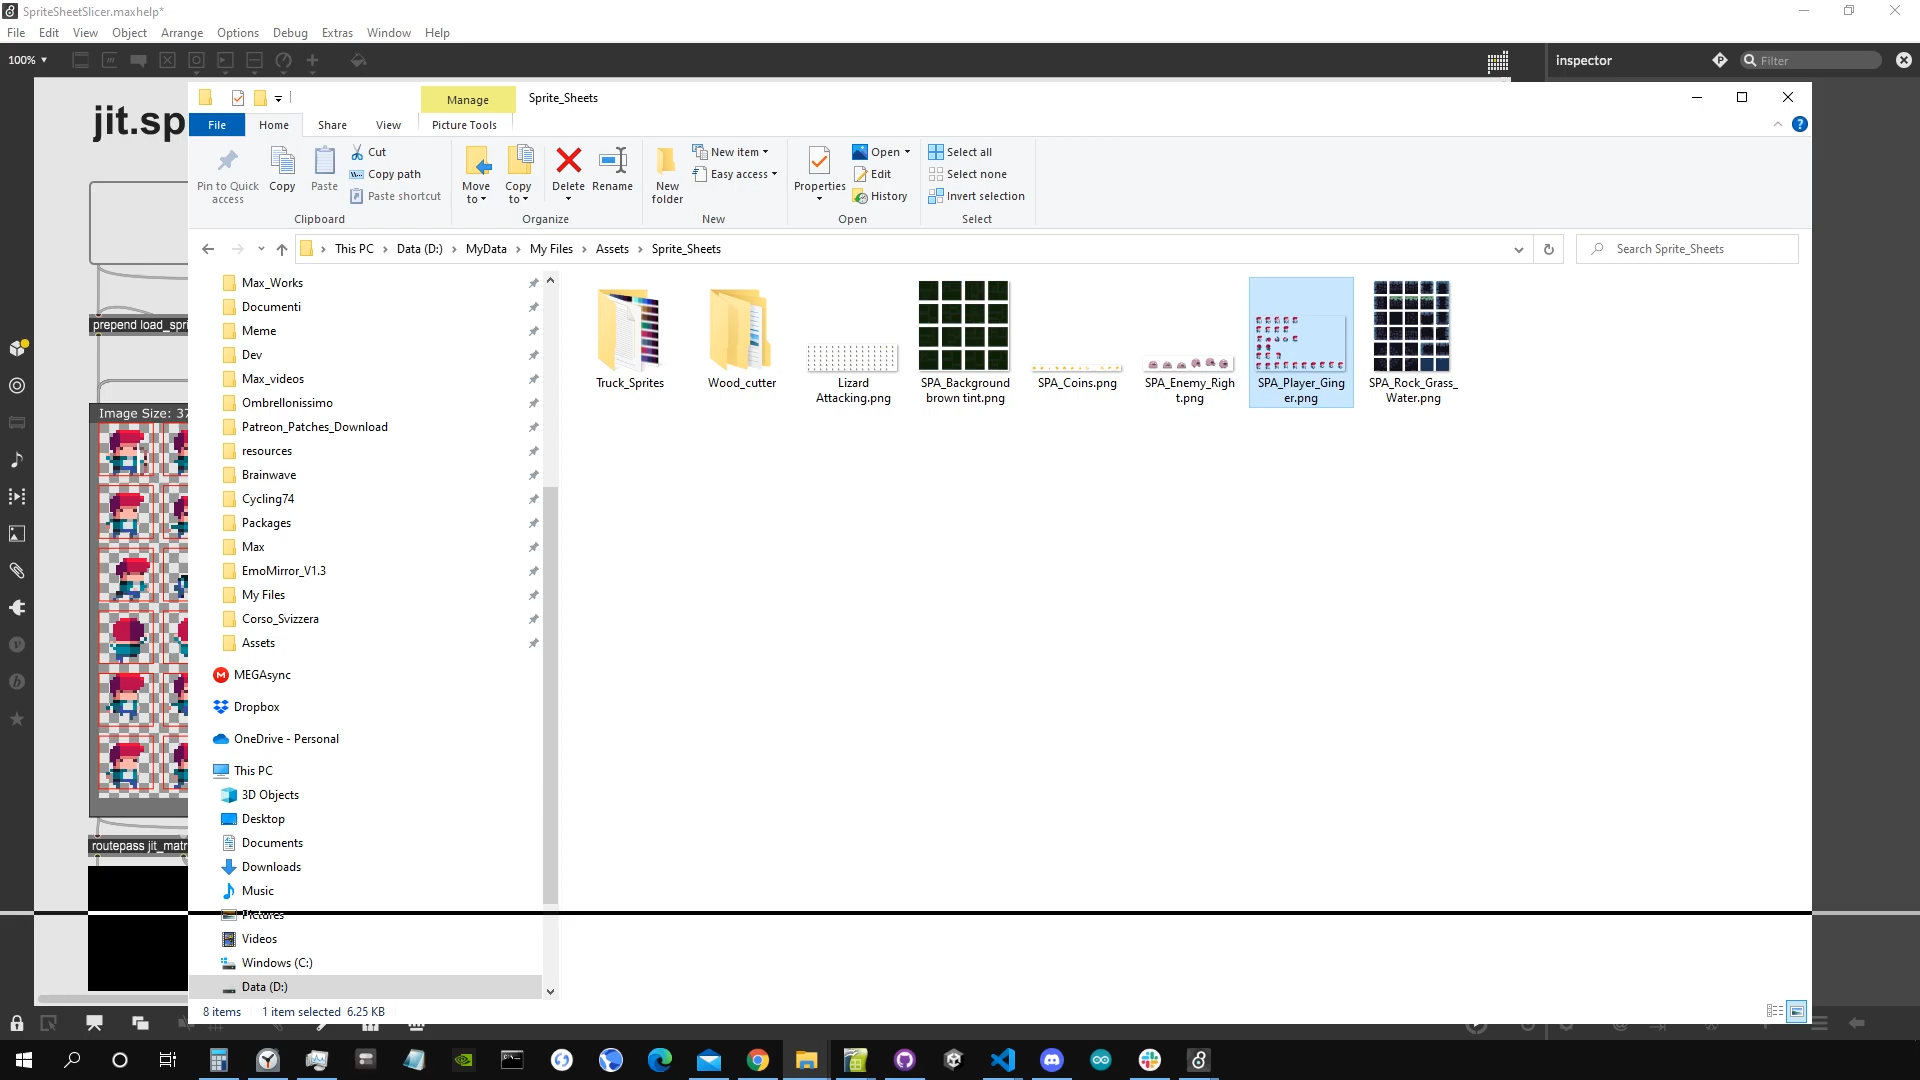 SpriteSheetSlicer.maxhelp*
File Edit View Object Arrange Options Debug Extras Window Help
100%
inspector
Filter
jit.sp
Manage
Sprite_Sheets
File Home Share View Picture Tools
Pin to Quick access
Copy
Paste
Cut
Copy path
Paste shortcut
Clipboard
Move to
Copy to
Delete
Rename
Organize
New folder
New item
Easy access
New
Properties
Open
Edit
History
Open
Select all
Select none
Invert selection
Select
This PC › Data (D:) › MyData › My Files › Assets › Sprite_Sheets
Search Sprite_Sheets
Max_Works
Documenti
Meme
Dev
Max_videos
Ombrellonissimo
Patreon_Patches_Download
resources
Brainwave
Cycling74
Packages
Max
EmoMirror_V1.3
My Files
Corso_Svizzera
Assets
MEGAsync
Dropbox
OneDrive - Personal
This PC
3D Objects
Desktop
Documents
Downloads
Music
Pictures
Videos
Windows (C:)
Data (D:)
Truck_Sprites
Wood_cutter
Lizard
Attacking.png
SPA_Background
brown tint.png
SPA_Coins.png
SPA_Enemy_Righ
t.png
SPA_Player_Ging
er.png
SPA_Rock_Grass_
Water.png
prepend load_spri
Image Size: 37
routepass jit_matr
8 items 1 item selected 6.25 KB